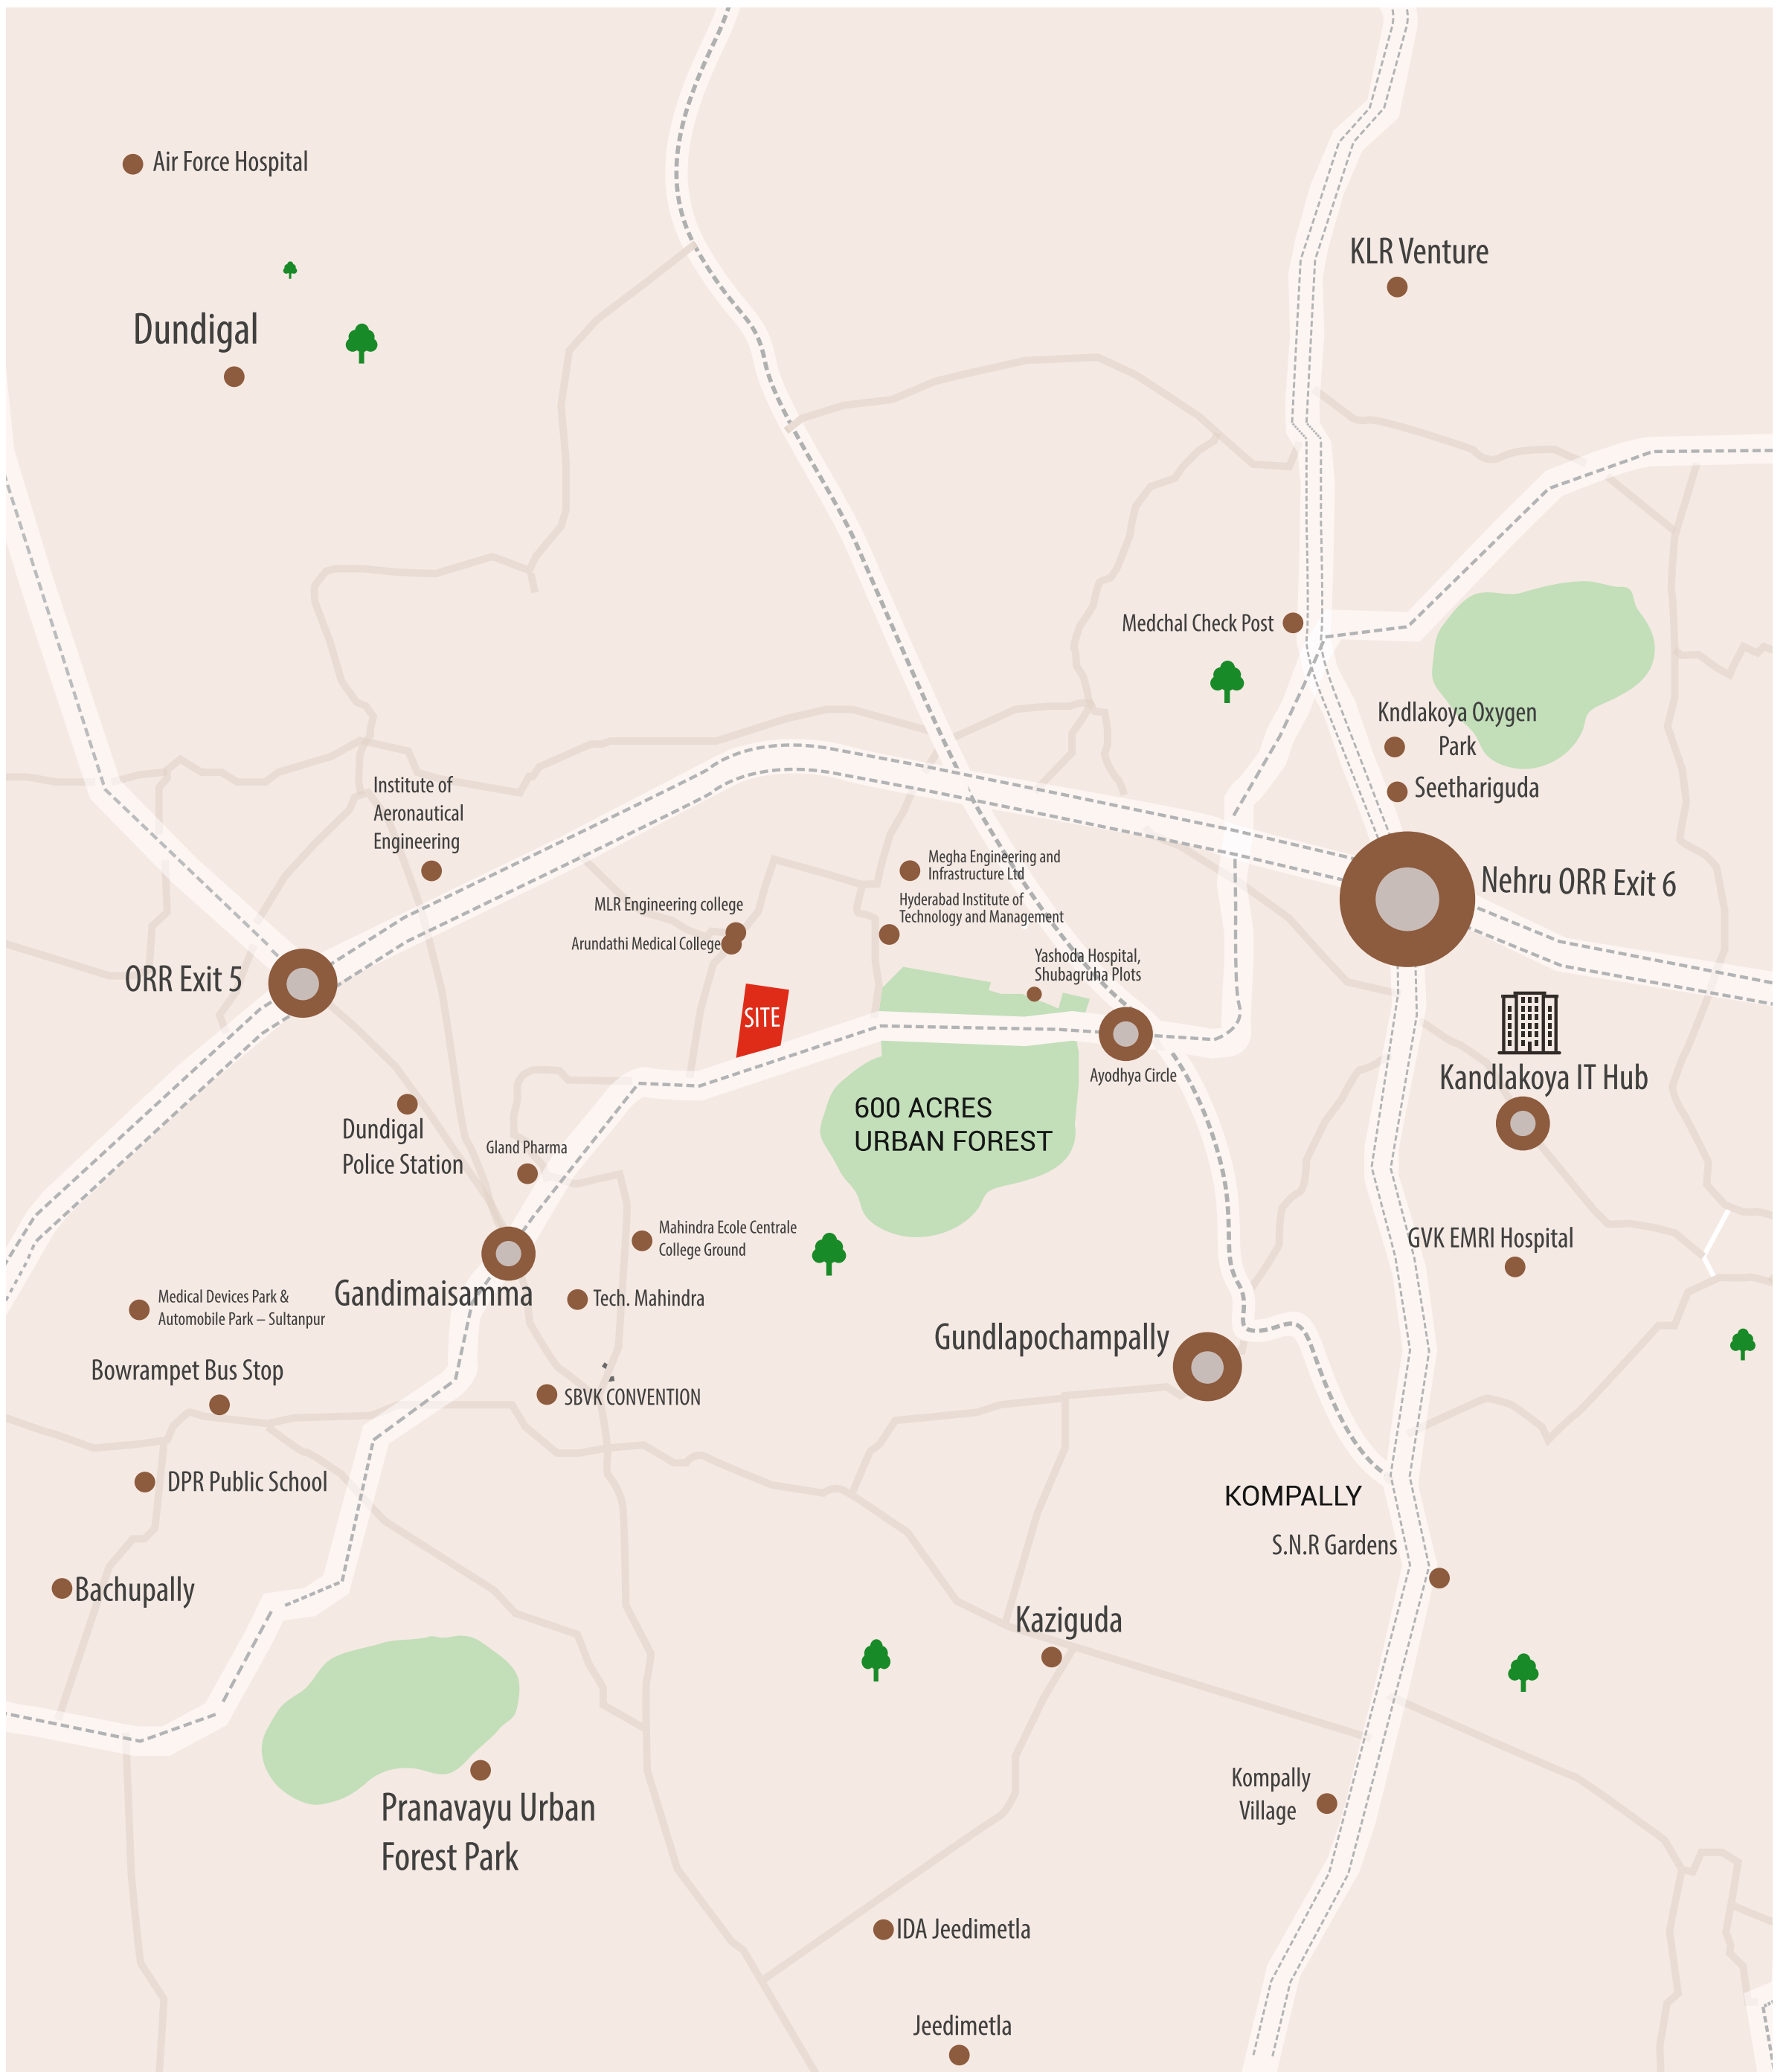 Air Force Hospital
KLR Venture
Dundigal
Medchal Check Post
Kndlakoya Oxygen
Park
Seethariguda
Institute of
Aeronautical
Engineering
Megha Engineering and
Infrastructure Ltd
Nehru ORR Exit 6
MLR Engineering college
Hyderabad Institute of
Technology and Management
Arundathi Medical College
Yashoda Hospital,
Shubagruha Plots
ORR Exit 5
SITE
Ayodhya Circle
Kandlakoya IT Hub
600 ACRES
URBAN FOREST
Dundigal
Police Station
Gland Pharma
Mahindra Ecole Centrale
College Ground
GVK EMRI Hospital
Gandimaisamma
Medical Devices Park &
Automobile Park – Sultanpur
Tech. Mahindra
Gundlapochampally
Bowrampet Bus Stop
SBVK CONVENTION
DPR Public School
KOMPALLY
S.N.R Gardens
Bachupally
Kaziguda
Kompally
Village
Pranavayu Urban
Forest Park
IDA Jeedimetla
Jeedimetla